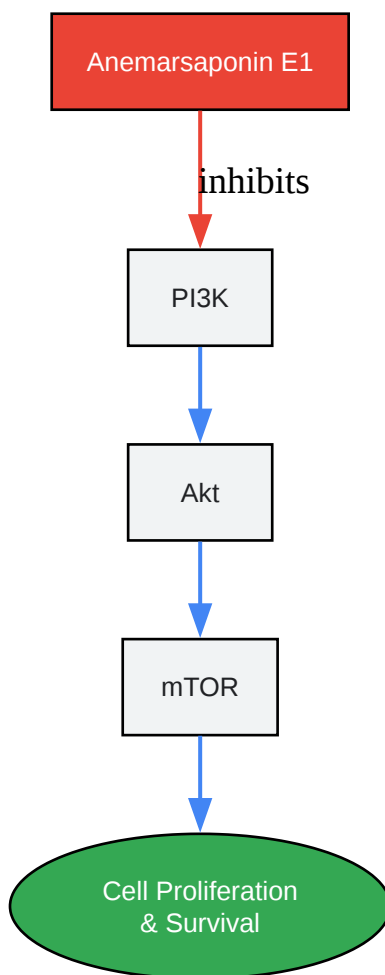 Anemarsaponin E1
inhibits
PI3K
Akt
mTOR
Cell Proliferation
& Survival